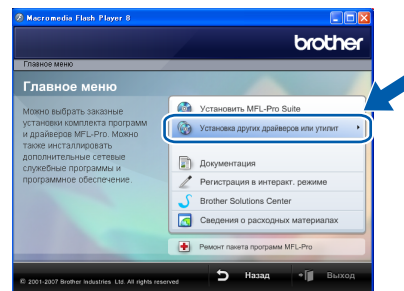 Macromedia Flash Player 8
brother
Главное меню
Главное меню
Можно выбрать заказные
установки комплекта программ
и драйверов MFL-Pro. Можно
также инсталлировать
дополнительные сетевые
служебные программы и
программное обеспечение.
Установить MFL-Pro Suite
Установка других драйверов или утилит
Документация
Регистрация в интеракт. режиме
Brother Solutions Center
Сведения о расходных материалах
Ремонт пакета программ MFL-Pro
© 2001-2007 Brother Industries. Ltd. All rights reserved
Назад
Выход